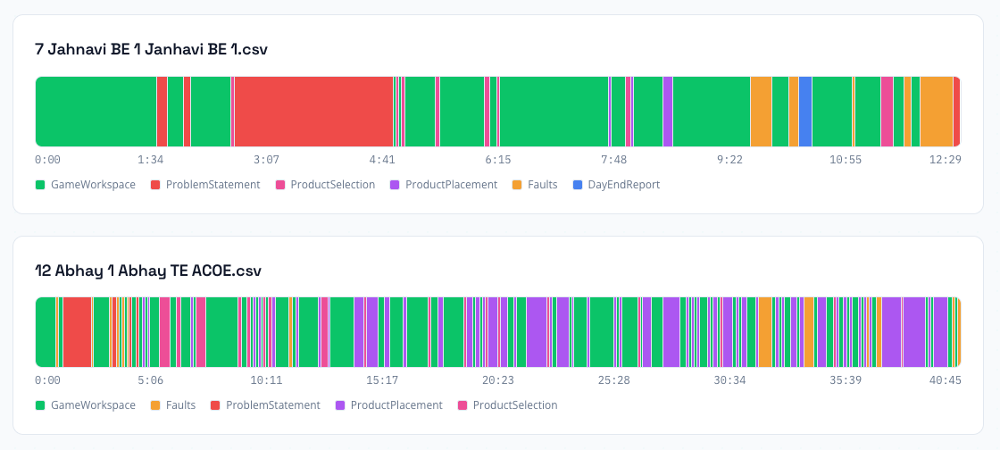 7 Jahnavi BE 1 Janhavi BE 1.csv
0:00 1:34 3:07 4:41 6:15 7:48 9:22 10:55 12:29
GameWorkspace ProblemStatement ProductSelection ProductPlacement Faults DayEndReport
12 Abhay 1 Abhay TE ACOE.csv
0:00 5:06 10:11 15:17 20:23 25:28 30:34 35:39 40:45
GameWorkspace Faults ProblemStatement ProductPlacement ProductSelection